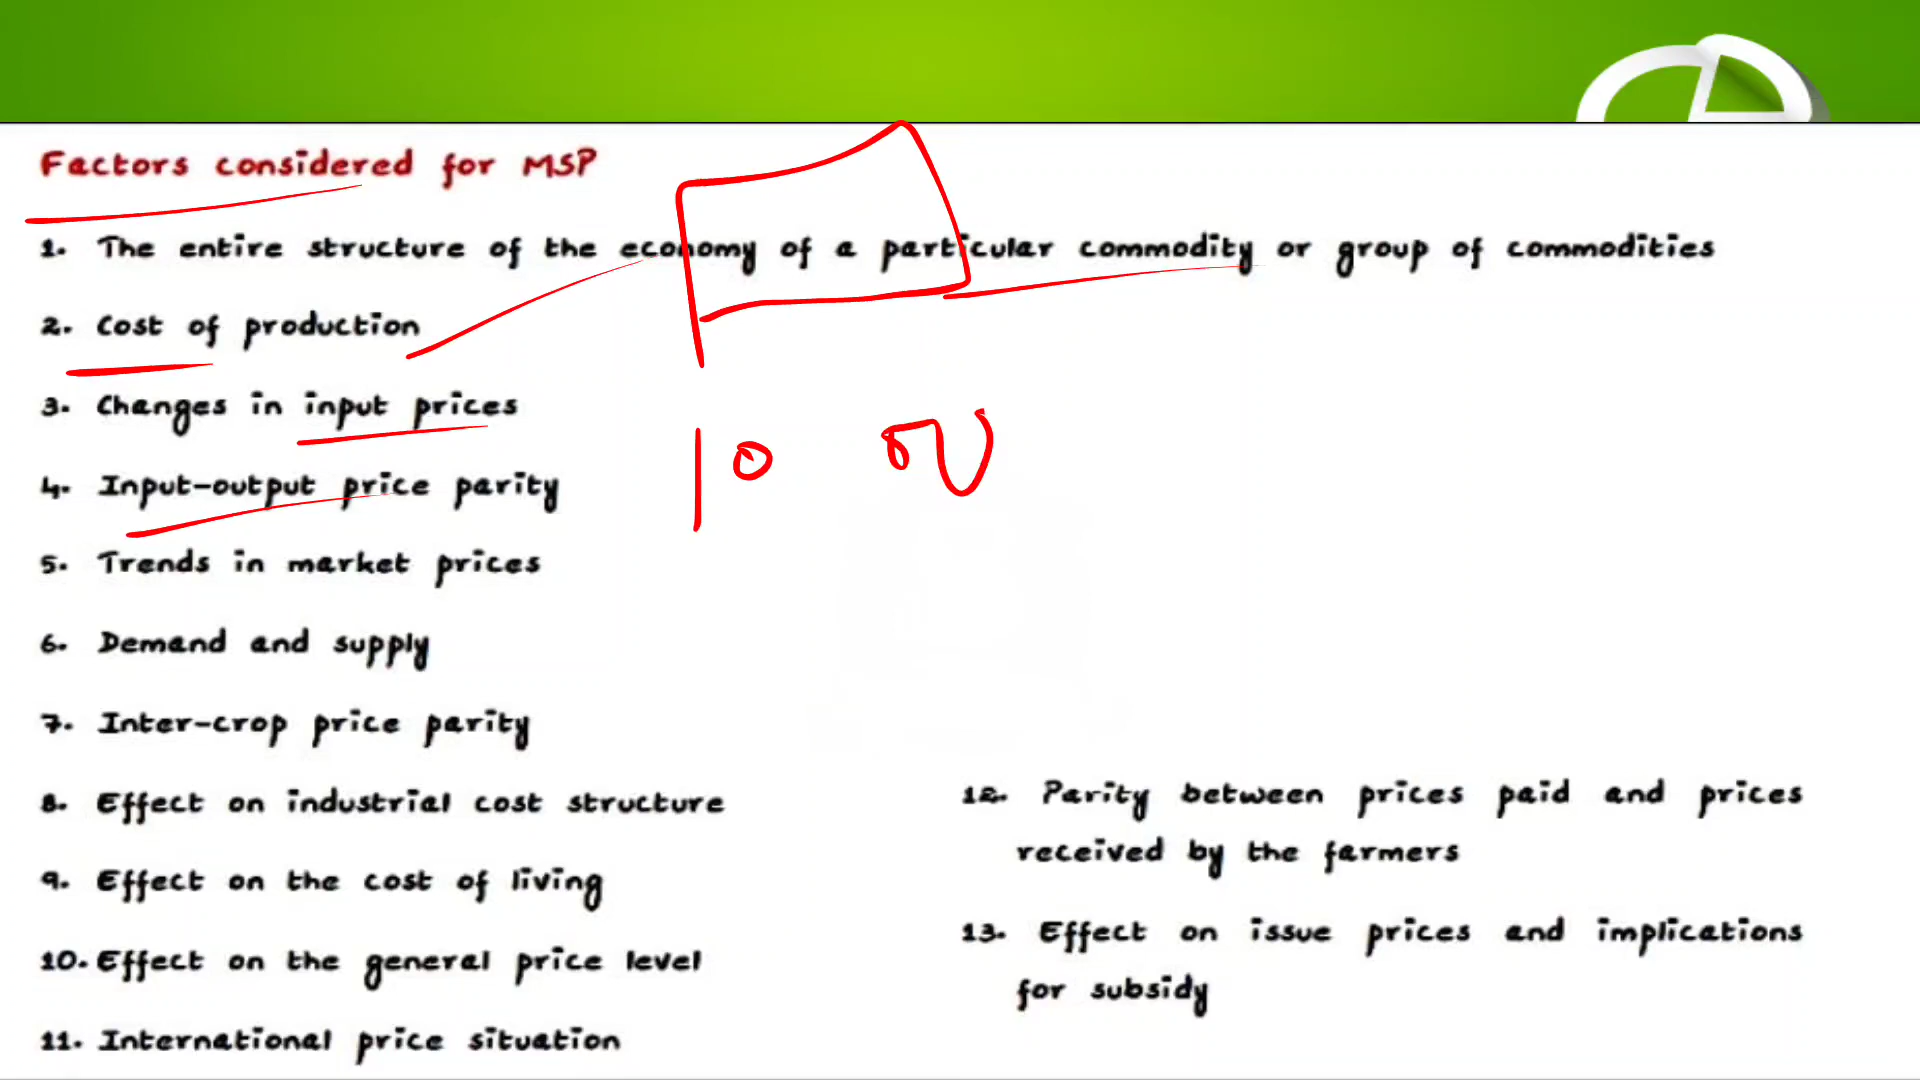 Factors considered for MSP
1. The entire structure of the economy of a particular commodity or group of commodities
2. Cost of production
3. Changes in input prices
4. Input-output price parity
5. Trends in market prices
6. Demand and supply
7. Inter-crop price parity
8. Effect on industrial cost structure
9. Effect on the cost of living
10. Effect on the general price level
11. International price situation
12. Parity between prices paid and prices
received by the farmers
13. Effect on issue prices and implications
for subsidy
10